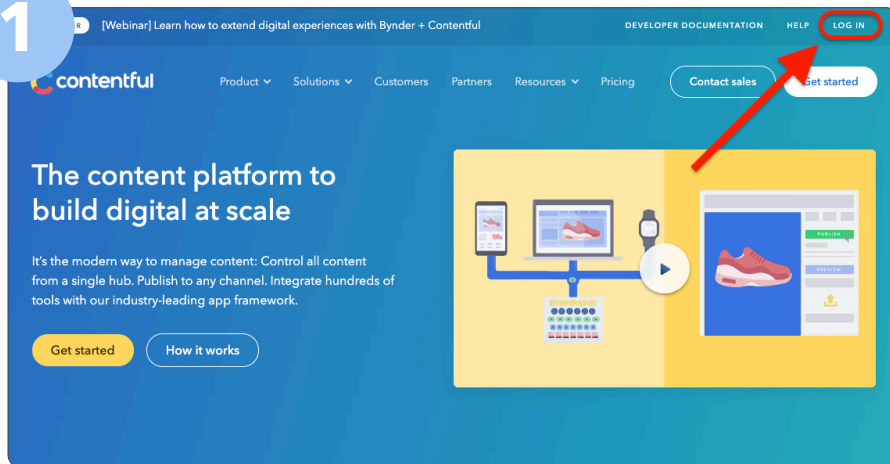 1
R [Webinar] Learn how to extend digital experiences with Bynder + Contentful
DEVELOPER DOCUMENTATION HELP LOG IN
contentful
Product Solutions Customers Partners Resources Pricing Contact sales Get started
The content platform to
build digital at scale
It's the modern way to manage content: Control all content
from a single hub. Publish to any channel. Integrate hundreds of
tools with our industry-leading app framework.
Get started How it works
PUBLISH
PREVIEW